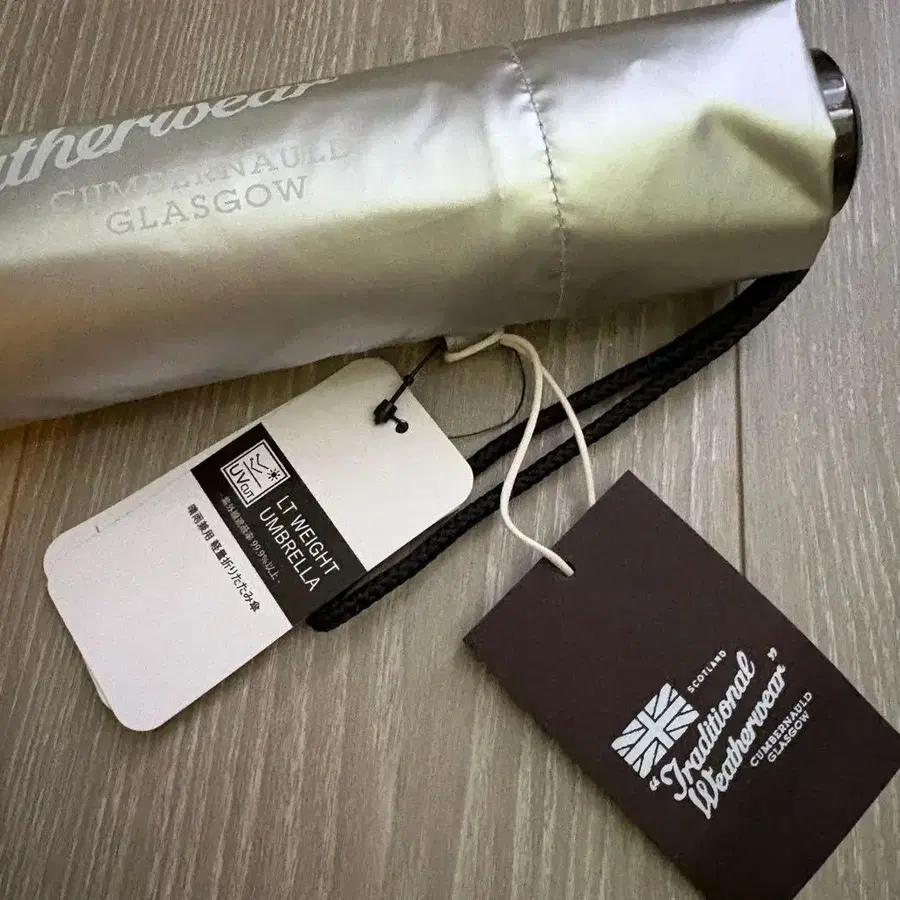 atherwear
CUMBERNAULD
GLASGOW
UV CUT
LT WEIGHT
UMBRELLA
晴雨兼用 軽量折りたたみ傘
SCOTLAND
"Traditional
Weatherwear"
CUMBERNAULD
GLASGOW